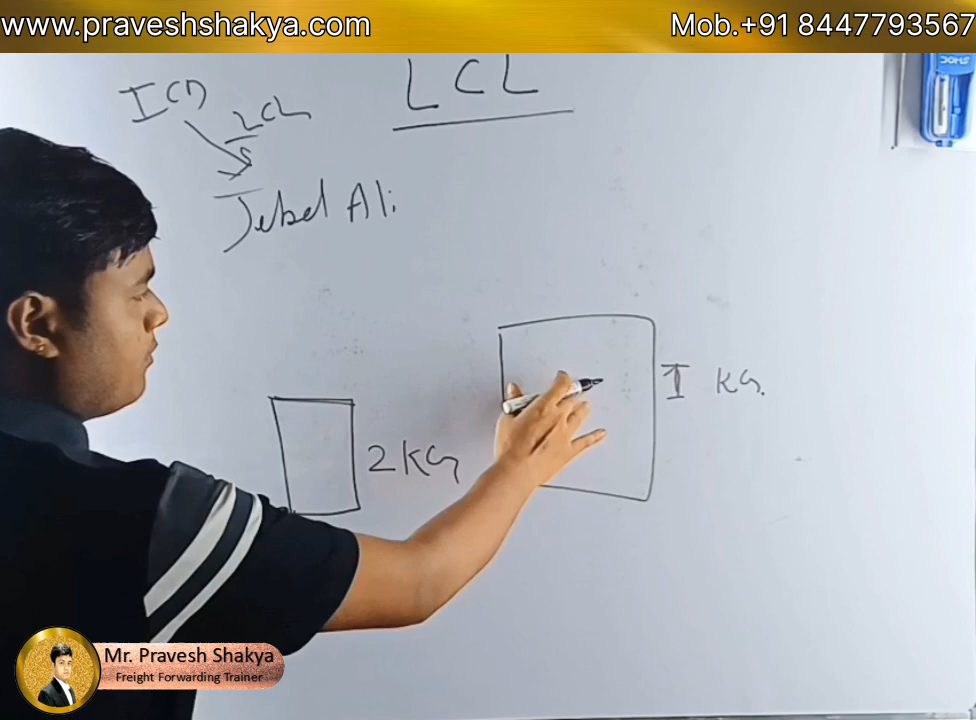 www.praveshshakya.com
Mob.+91 8447793567
LCL
ICD
LCL
Jebel Ali
2 KG
1 KG.
Mr. Pravesh Shakya
Freight Forwarding Trainer